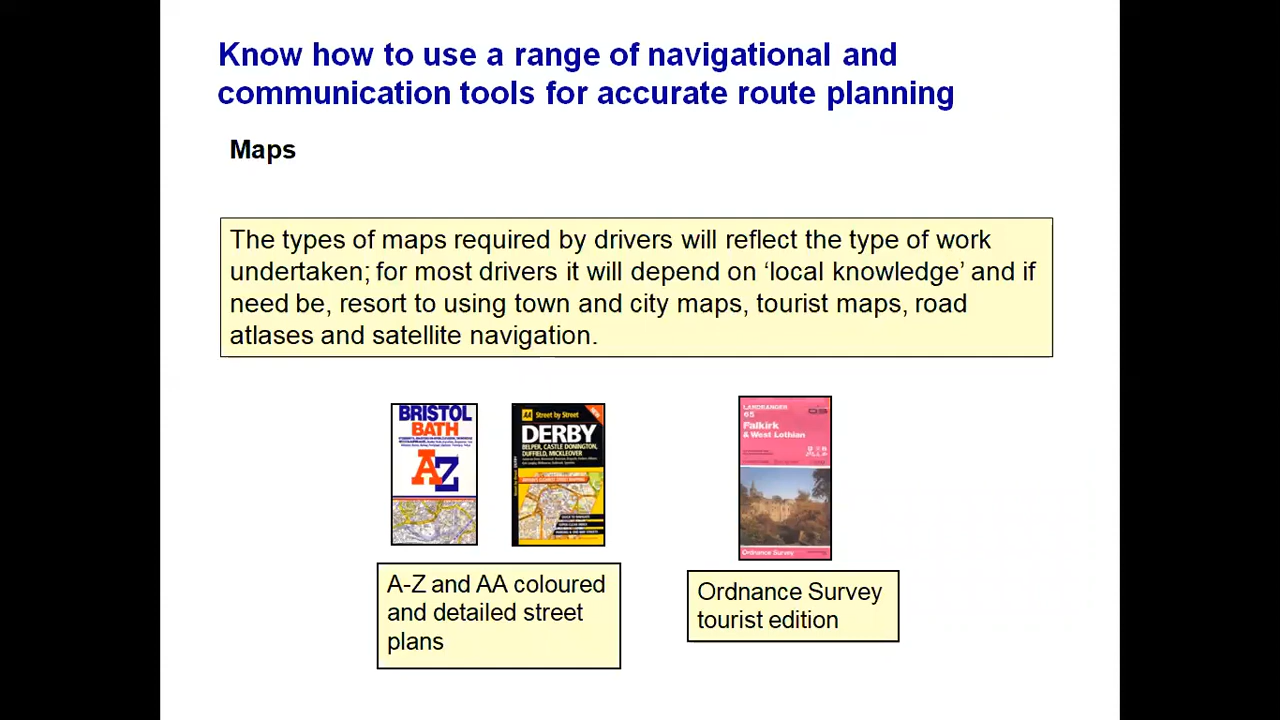 Know how to use a range of navigational and
communication tools for accurate route planning
Maps
The types of maps required by drivers will reflect the type of work
undertaken; for most drivers it will depend on ‘local knowledge’ and if
need be, resort to using town and city maps, tourist maps, road
atlases and satellite navigation.
BRISTOL
BATH
AZ
AA Street by Street
NEW
DERBY
BELPER, CASTLE DONINGTON,
DUFFIELD, MICKLEOVER
LANDRANGER
65
OS
Falkirk
& West Lothian
Ordnance Survey
A-Z and AA coloured
and detailed street
plans
Ordnance Survey
tourist edition